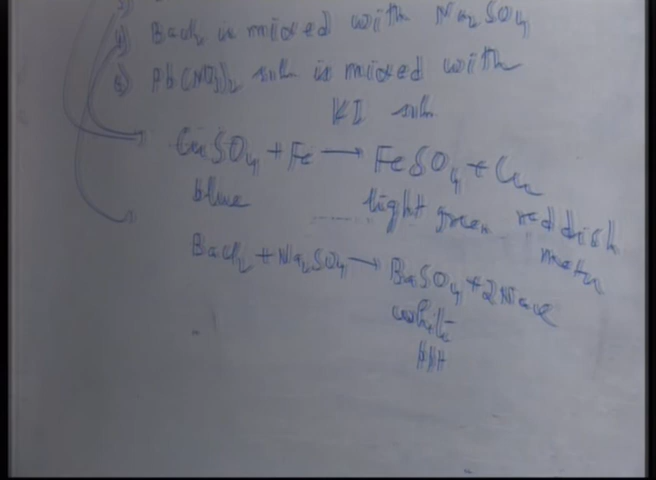 BaCl₂ is mixed with Na₂SO₄
Pb(NO₃)₂ soln is mixed with
KI soln
CuSO₄ + Fe → FeSO₄ + Cu
blue light green reddish
BaCl₂ + Na₂SO₄ → BaSO₄ + 2NaCl
white
PPT